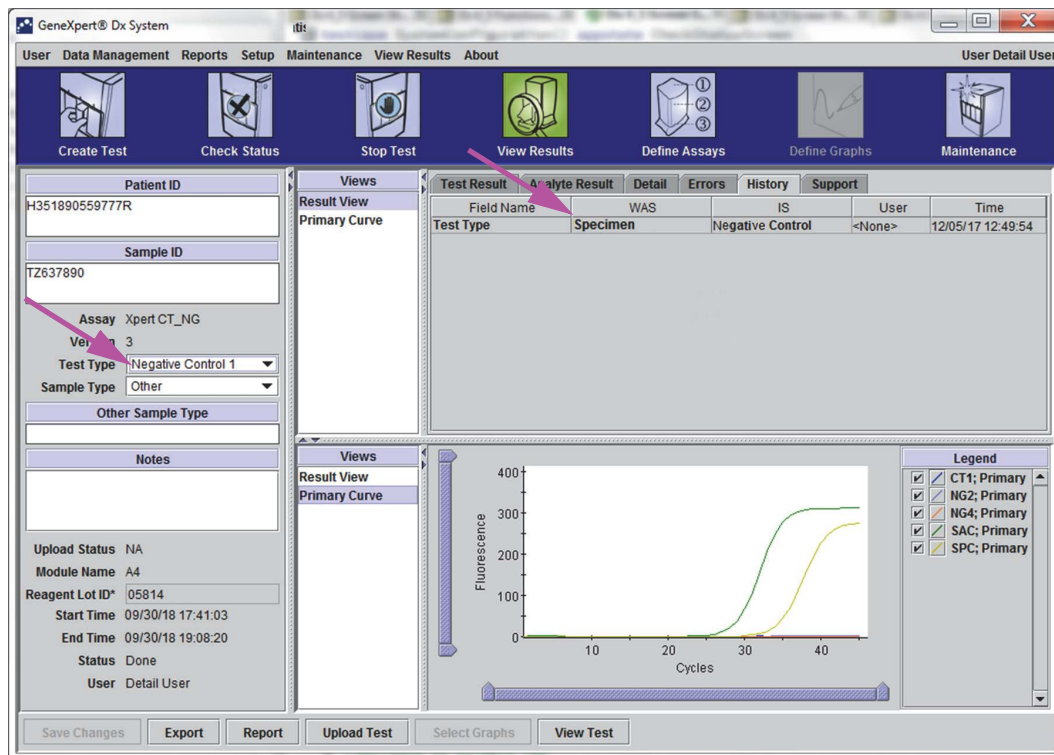 GeneXpert® Dx System
User Data Management Reports Setup Maintenance View Results About User Detail User
Create Test Check Status Stop Test View Results Define Assays Define Graphs Maintenance
Patient ID
H351890559777R
Sample ID
TZ637890
Assay Xpert CT_NG
3
Test Type Negative Control 1
Sample Type Other
Other Sample Type
Notes
Upload Status NA
Module Name A4
Reagent Lot ID* 05814
Start Time 09/30/18 17:41:03
End Time 09/30/18 19:08:20
Status Done
User Detail User
Views
Result View
Primary Curve
Test Result Analyte Result Detail Errors History Support
Field Name WAS IS User Time
Test Type Specimen Negative Control <None> 12/05/17 12:49:54
Views
Result View
Primary Curve
Fluorescence
400
300
200
100
0
10 20 30 40
Cycles
Legend
CT1; Primary
NG2; Primary
NG4; Primary
SAC; Primary
SPC; Primary
Save Changes Export Report Upload Test Select Graphs View Test